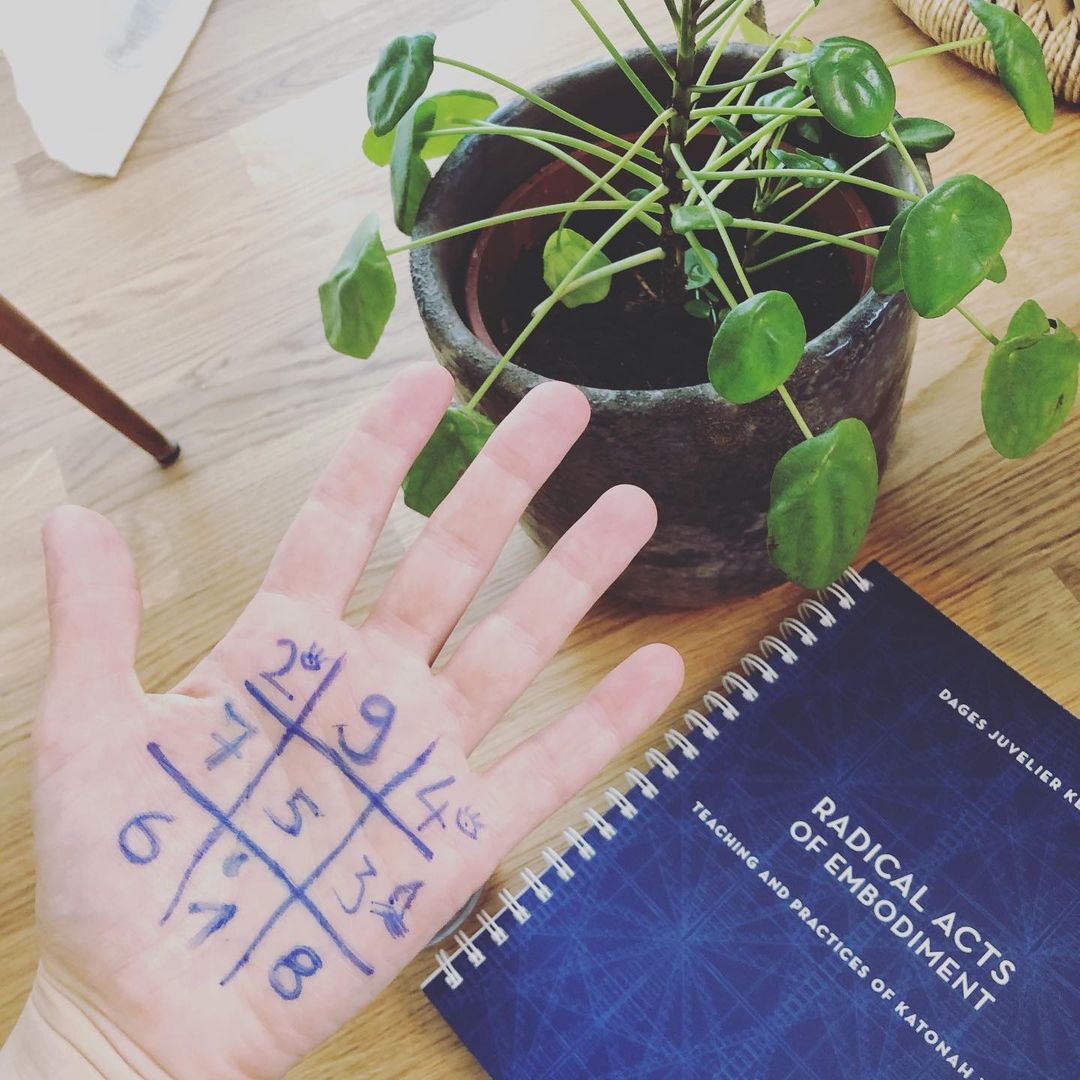 2 9 4
7 5 3
6 1 8
DAGES JUVELIER
RADICAL ACTS
OF EMBODIMENT
TEACHING AND PRACTICES OF KATONAH